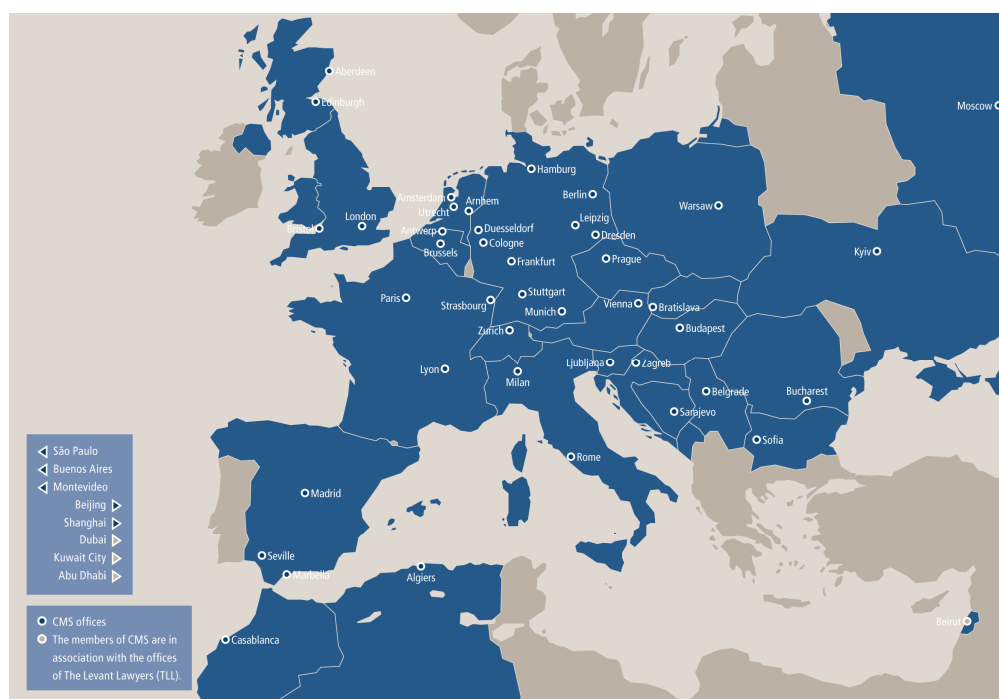 Aberdeen
Edinburgh
Moscow
Hamburg
Amsterdam
Arnhem
Berlin
Utrecht
Warsaw
London
Leipzig
Bristol
Antwerp
Duesseldorf
Dresden
Cologne
Brussels
Kyiv
Frankfurt
Prague
Paris
Strasbourg
Stuttgart
Vienna
Bratislava
Munich
Zurich
Budapest
Lyon
Milan
Ljubljana
Zagreb
Belgrade
Bucharest
Sarajevo
Sofia
Rome
Madrid
Seville
Marbella
Algiers
Casablanca
Beirut
São Paulo
Buenos Aires
Montevideo
Beijing
Shanghai
Dubai
Kuwait City
Abu Dhabi
CMS offices
The members of CMS are in
association with the offices
of The Levant Lawyers (TLL).